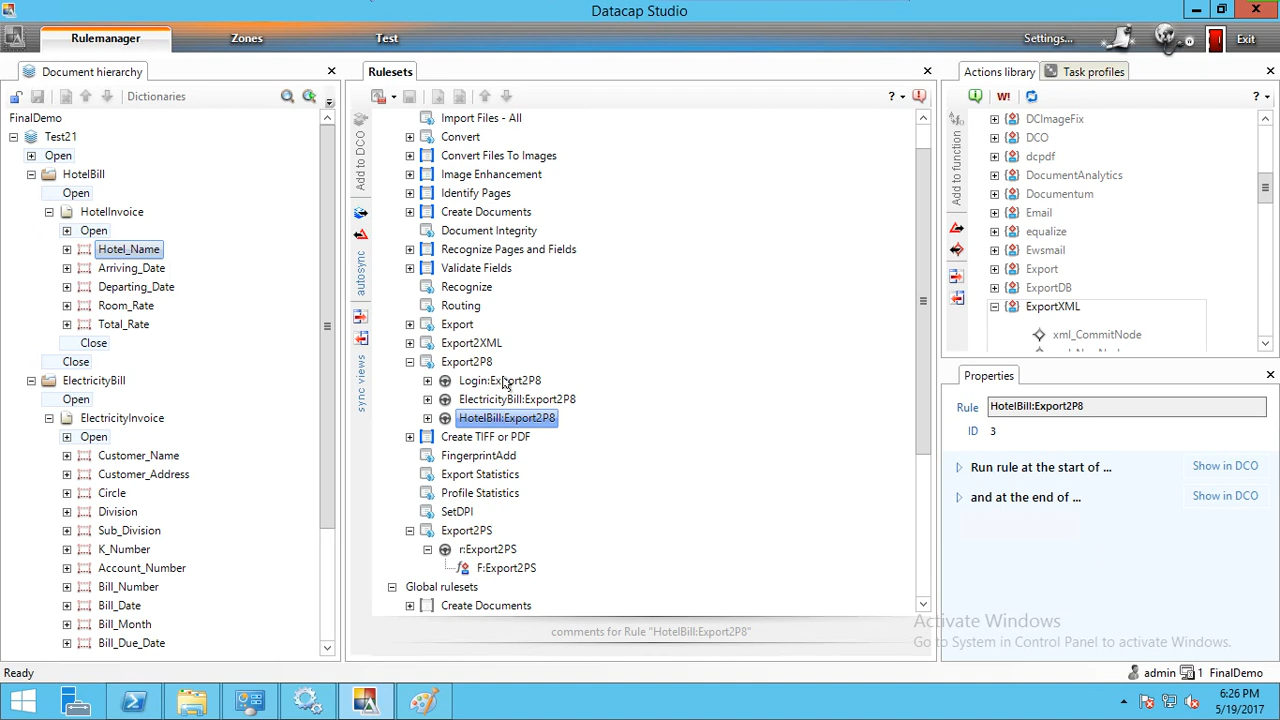 Datacap Studio
Rulemanager
Zones
Test
Settings...
Exit
Document hierarchy
Dictionaries
FinalDemo
Test21
Open
HotelBill
Open
HotelInvoice
Open
Hotel_Name
Arriving_Date
Departing_Date
Room_Rate
Total_Rate
Close
Close
ElectricityBill
Open
ElectricityInvoice
Open
Customer_Name
Customer_Address
Circle
Division
Sub_Division
K_Number
Account_Number
Bill_Number
Bill_Date
Bill_Month
Bill_Due_Date
Rulesets
?
Add to DCO
autosync
sync views
Import Files - All
Convert
Convert Files To Images
Image Enhancement
Identify Pages
Create Documents
Document Integrity
Recognize Pages and Fields
Validate Fields
Recognize
Routing
Export
Export2XML
Export2P8
Login:Export2P8
ElectricityBill:Export2P8
HotelBill:Export2P8
Create TIFF or PDF
FingerprintAdd
Export Statistics
Profile Statistics
SetDPI
Export2PS
r:Export2PS
F:Export2PS
Global rulesets
Create Documents
comments for Rule "HotelBill:Export2P8"
Actions library
Task profiles
W!
?
Add to function
DCImageFix
DCO
dcpdf
DocumentAnalytics
Documentum
Email
equalize
Ewsmail
Export
ExportDB
ExportXML
xml_CommitNode
Properties
Rule HotelBill:Export2P8
ID 3
Run rule at the start of ... Show in DCO
and at the end of ... Show in DCO
Activate Windows
Go to System in Control Panel to activate Windows.
Ready
admin 1 FinalDemo
6:26 PM
5/19/2017